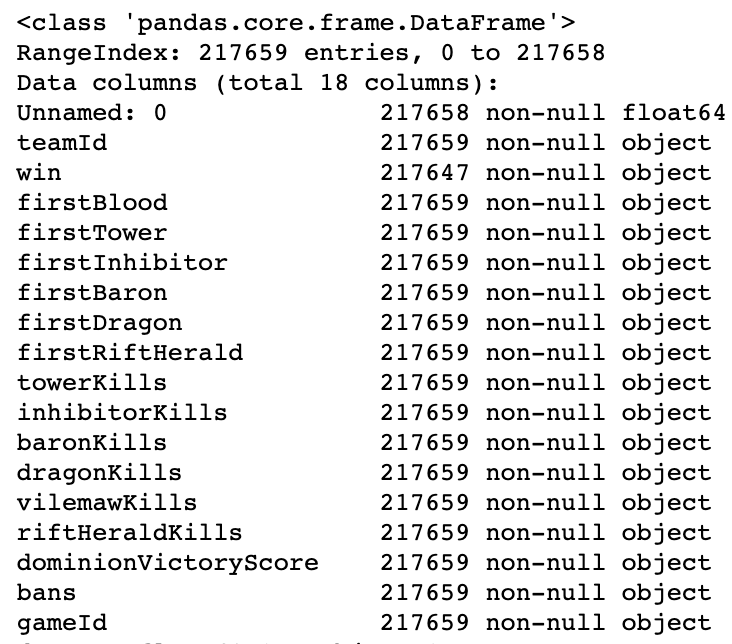 <class 'pandas.core.frame.DataFrame'>
RangeIndex: 217659 entries, 0 to 217658
Data columns (total 18 columns):
Unnamed: 0 217658 non-null float64
teamId 217659 non-null object
win 217647 non-null object
firstBlood 217659 non-null object
firstTower 217659 non-null object
firstInhibitor 217659 non-null object
firstBaron 217659 non-null object
firstDragon 217659 non-null object
firstRiftHerald 217659 non-null object
towerKills 217659 non-null object
inhibitorKills 217659 non-null object
baronKills 217659 non-null object
dragonKills 217659 non-null object
vilemawKills 217659 non-null object
riftHeraldKills 217659 non-null object
dominionVictoryScore 217659 non-null object
bans 217659 non-null object
gameId 217659 non-null object